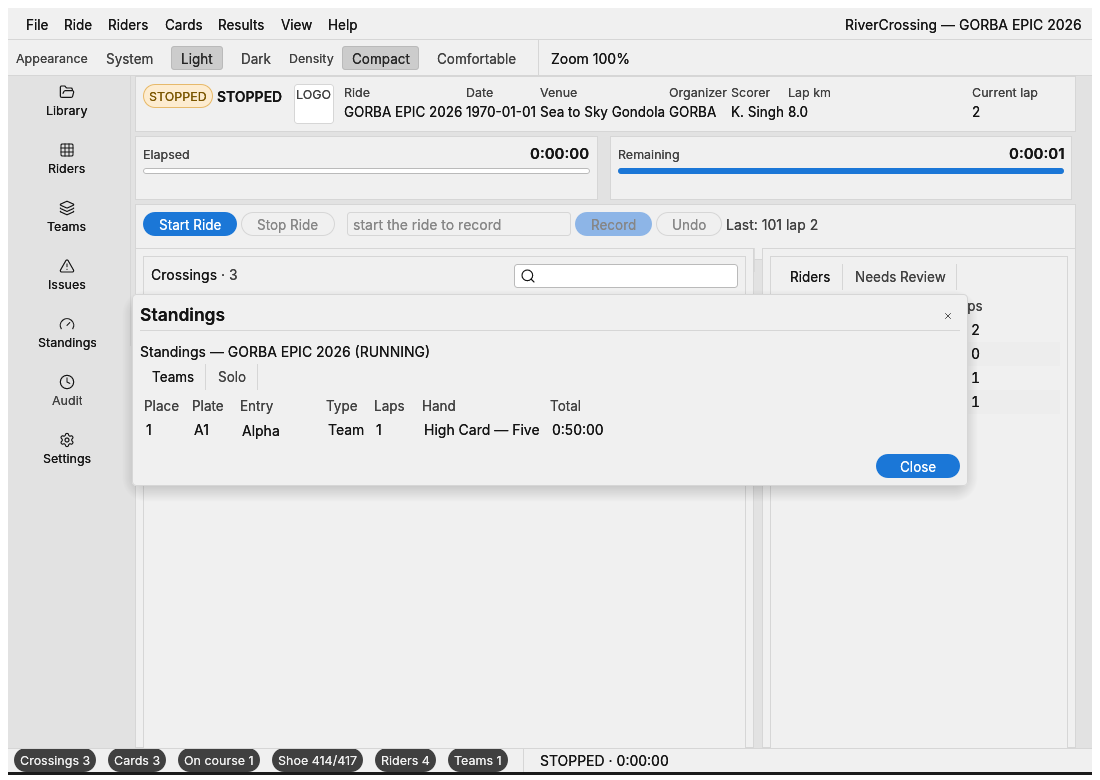 File Ride Riders Cards Results View Help RiverCrossing — GORBA EPIC 2026
Appearance System Light Dark Density Compact Comfortable Zoom 100%
Library
Riders
Teams
Issues
Standings
Audit
Settings
STOPPED STOPPED LOGO
Ride Date Venue Organizer Scorer Lap km Current lap
GORBA EPIC 2026 1970-01-01 Sea to Sky Gondola GORBA K. Singh 8.0 2
Elapsed 0:00:00 Remaining 0:00:01
Start Ride Stop Ride start the ride to record Record Undo Last: 101 lap 2
Crossings · 3 Riders Needs Review
ps
2
0
1
1
Standings ×
Standings — GORBA EPIC 2026 (RUNNING)
Teams Solo
Place Plate Entry Type Laps Hand Total
1 A1 Alpha Team 1 High Card — Five 0:50:00
Close
Crossings 3 Cards 3 On course 1 Shoe 414/417 Riders 4 Teams 1 STOPPED · 0:00:00